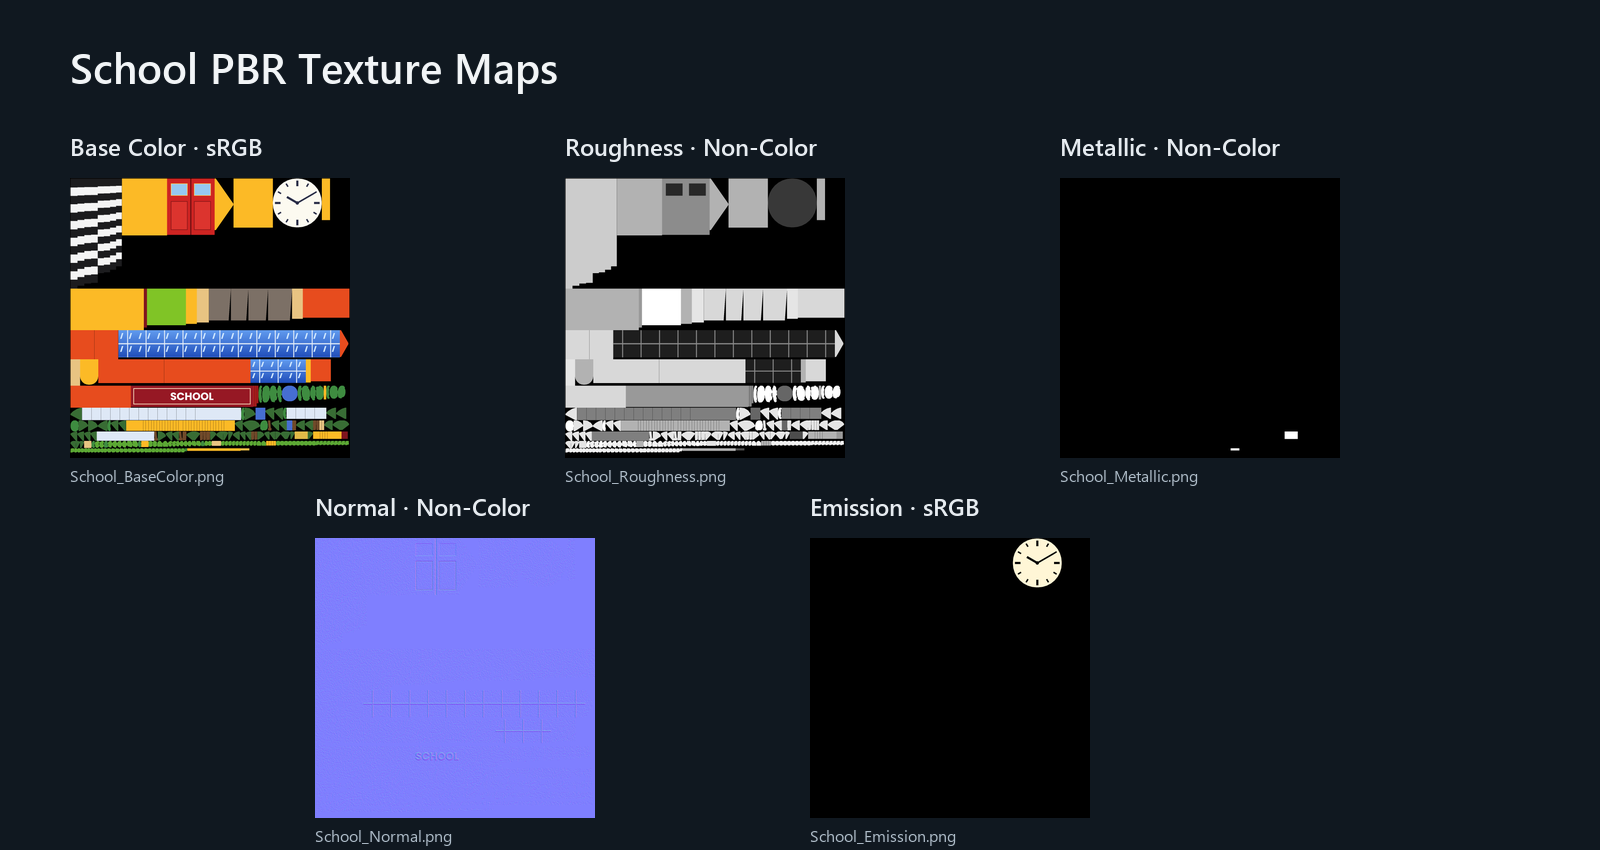 School PBR Texture Maps
Base Color · sRGB
Roughness · Non-Color
Metallic · Non-Color
SCHOOL
School_BaseColor.png
School_Roughness.png
School_Metallic.png
Normal · Non-Color
Emission · sRGB
SCHOOL
School_Normal.png
School_Emission.png